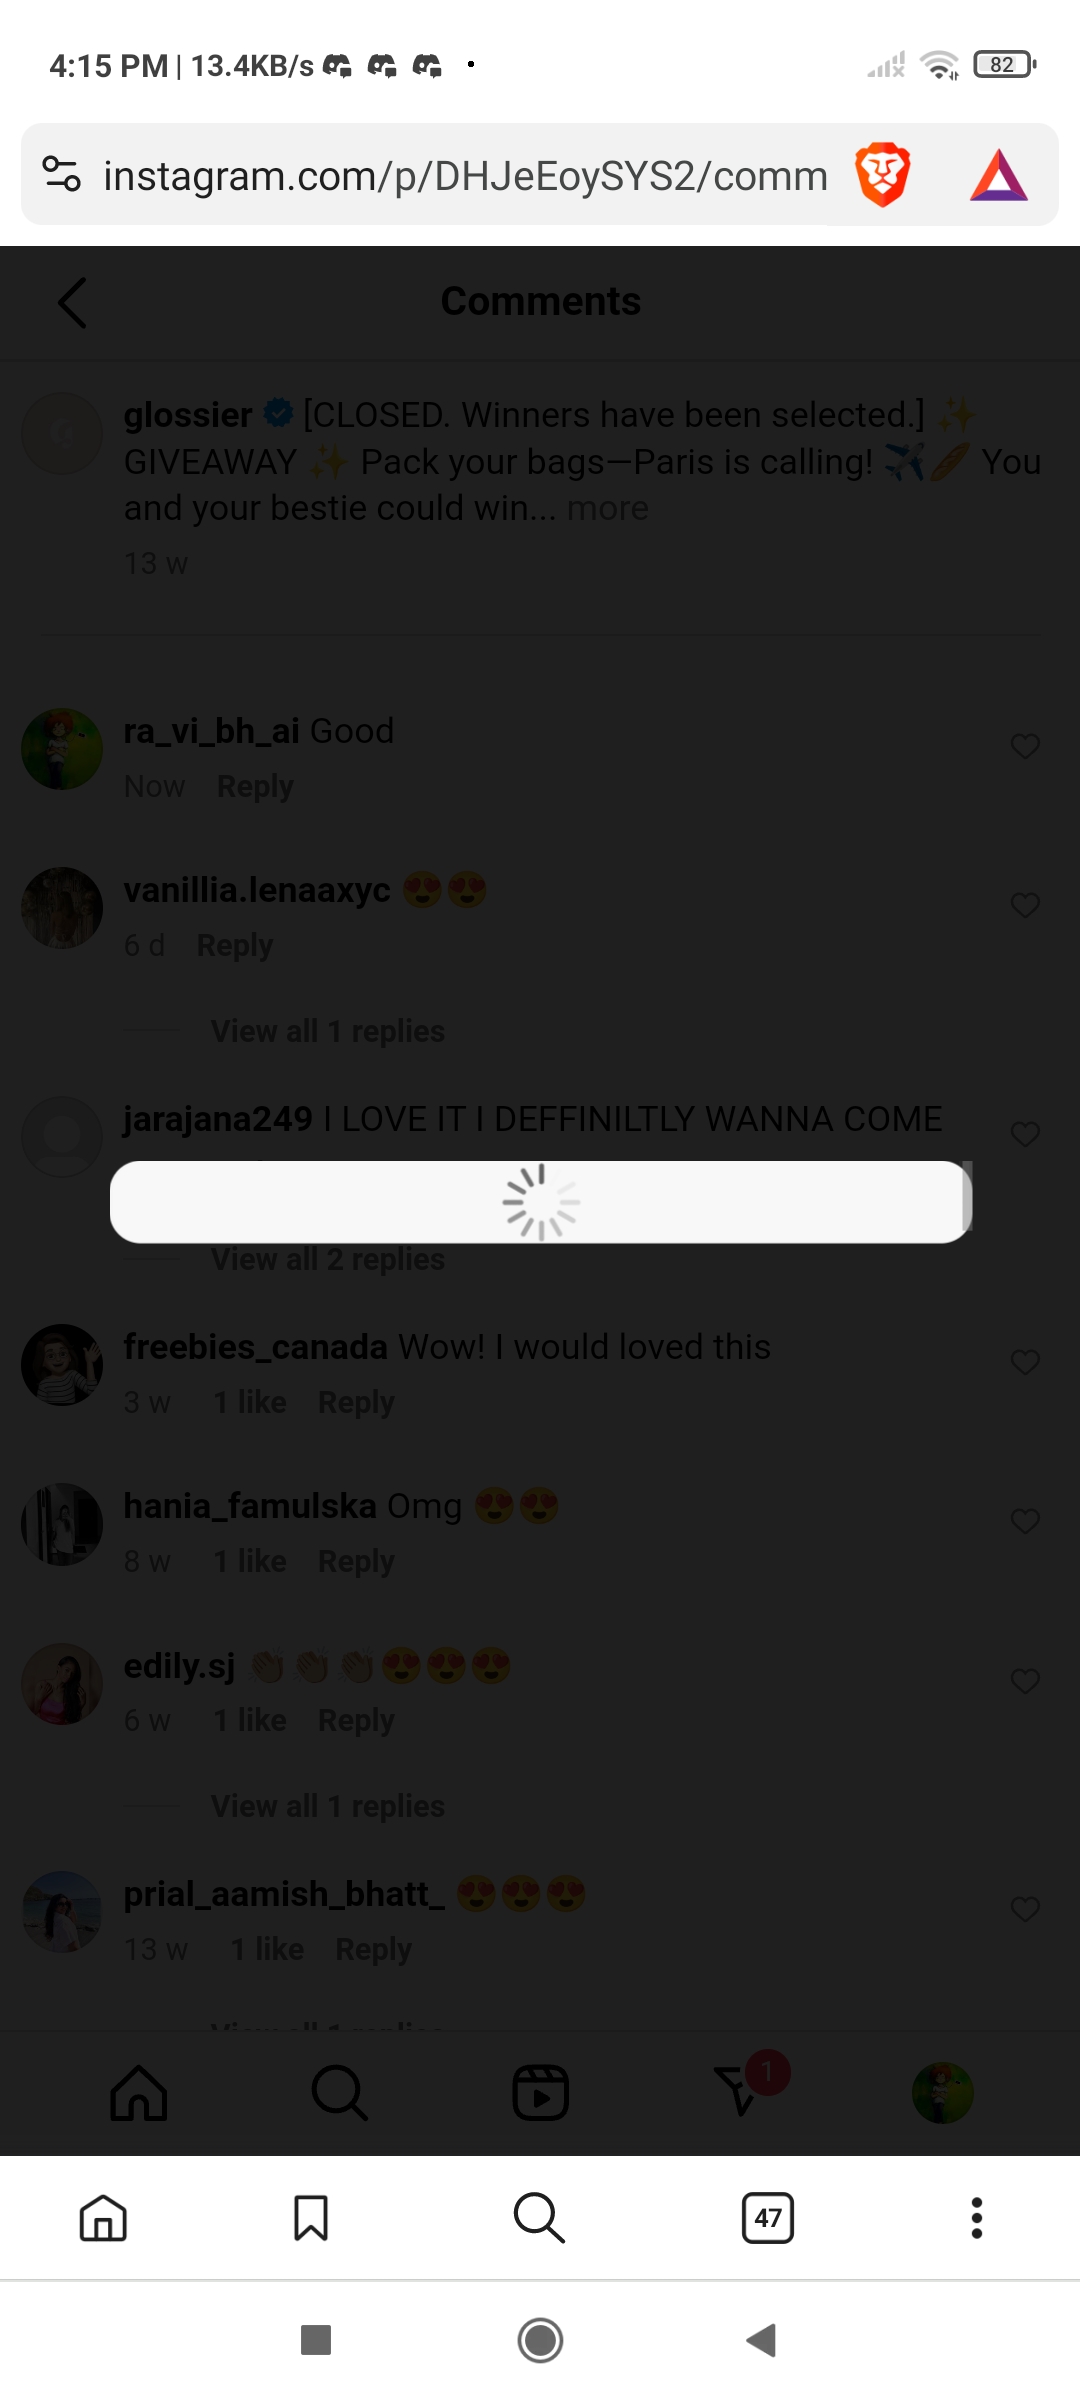 4:15 PM | 13.4KB/s
82
instagram.com/p/DHJeEoySYS2/comm
Comments
glossier [CLOSED. Winners have been selected.] ✨
GIVEAWAY ✨ Pack your bags—Paris is calling! ✈️🥖 You
and your bestie could win... more
13 w
ra_vi_bh_ai Good
Now Reply
vanillia.lenaaxyc 😍😍
6 d Reply
View all 1 replies
jarajana249 I LOVE IT I DEFFINILTLY WANNA COME
View all 2 replies
freebies_canada Wow! I would loved this
3 w 1 like Reply
hania_famulska Omg 😍😍
8 w 1 like Reply
edily.sj 👏🏽👏🏽👏🏽😍😍😍
6 w 1 like Reply
View all 1 replies
prial_aamish_bhatt_ 😍😍😍
13 w 1 like Reply
View all 1 replies
1
47